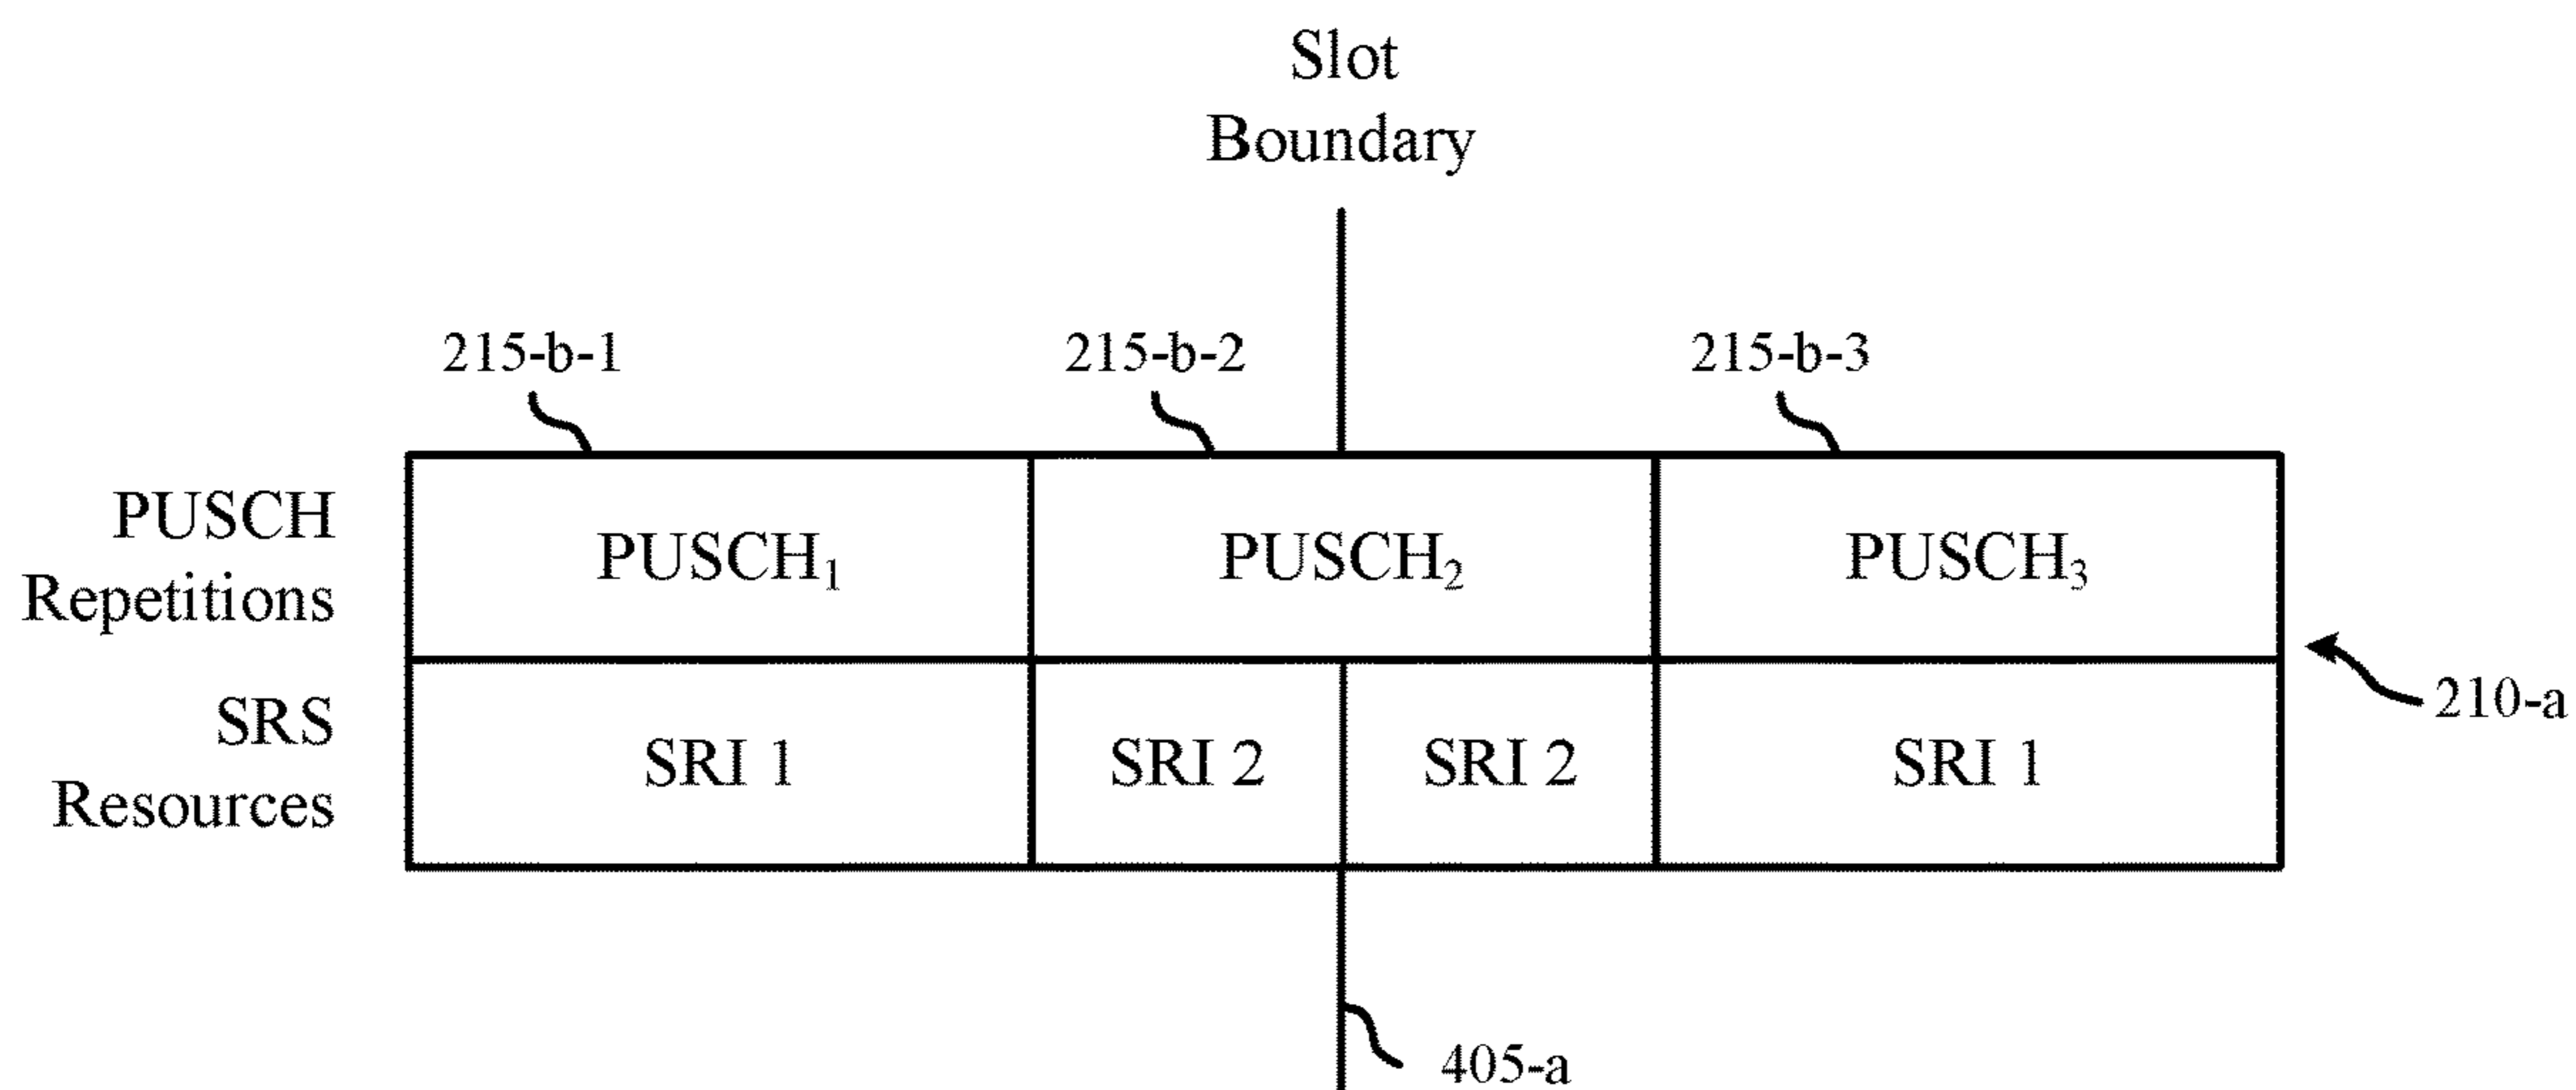 Slot
Boundary
215-b-1 215-b-2 215-b-3
PUSCH
Repetitions
PUSCH₁ PUSCH₂ PUSCH₃
SRS
Resources
SRI 1 SRI 2 SRI 2 SRI 1
210-a
405-a